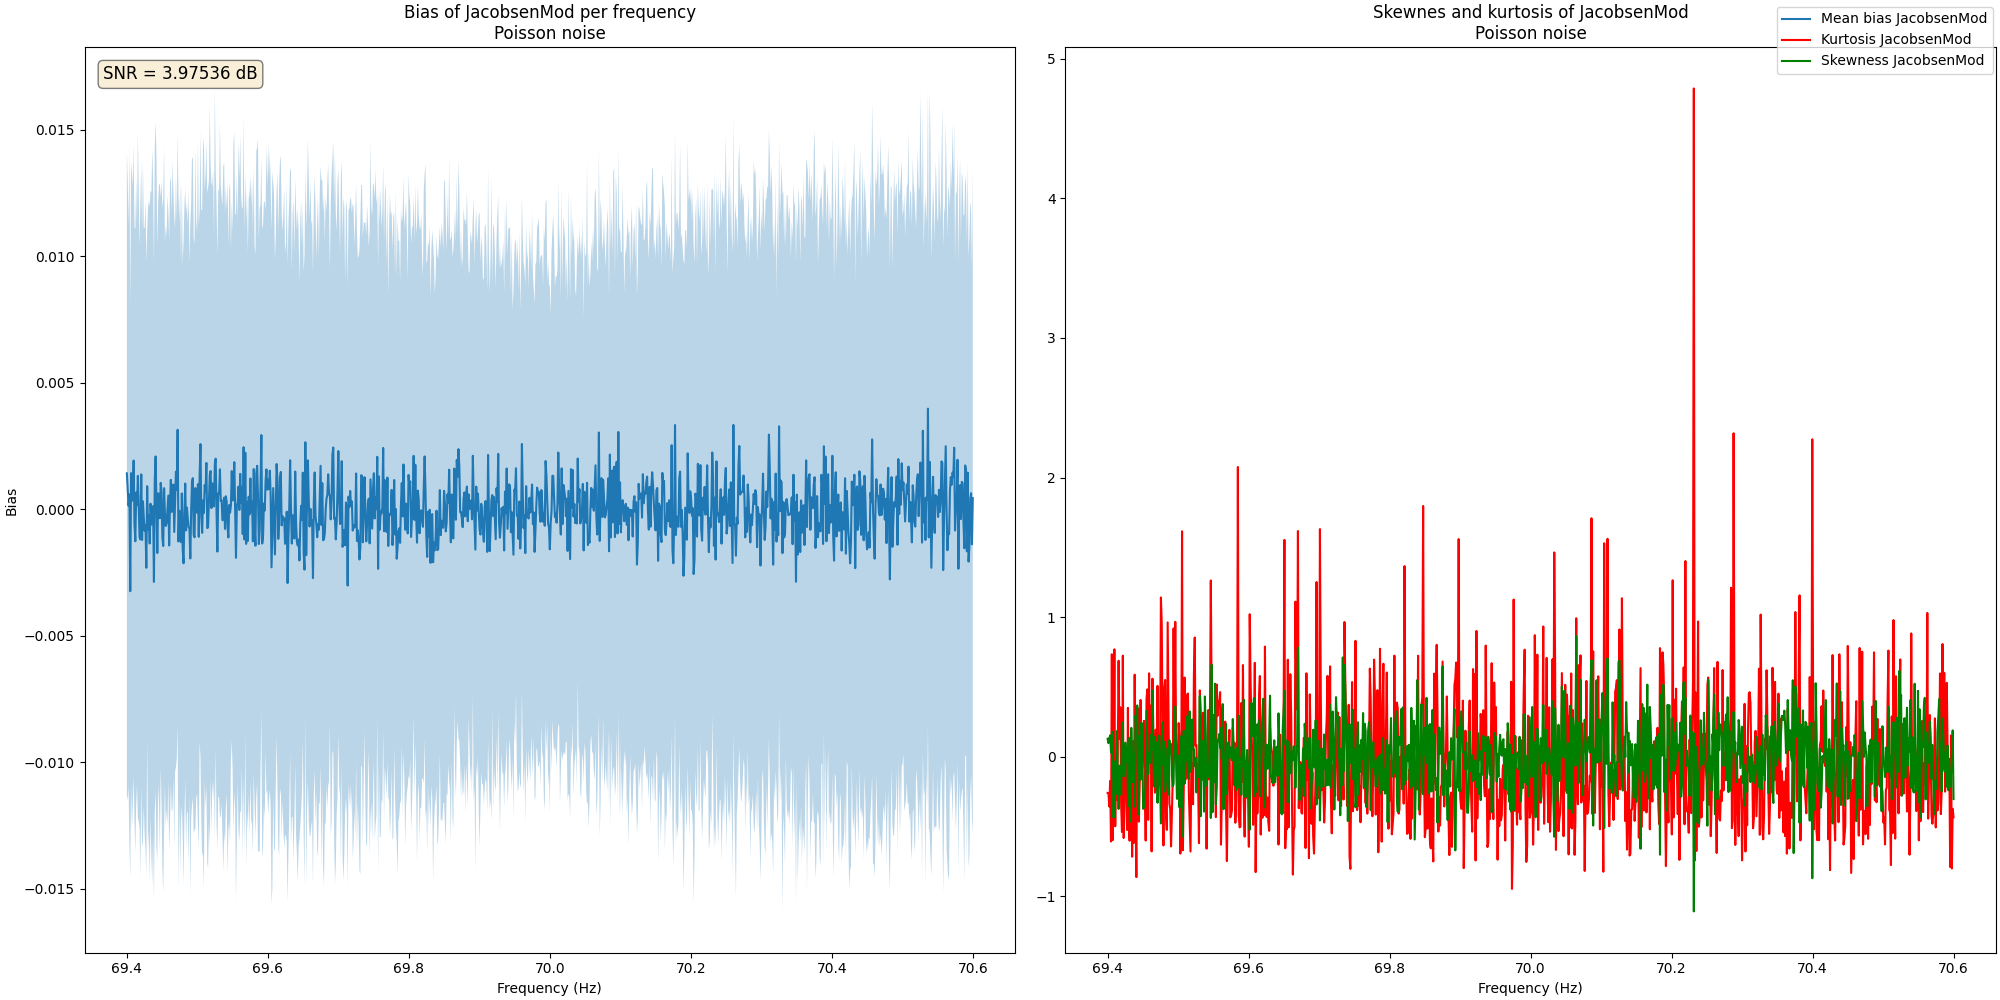 Bias of JacobsenMod per frequency
Poisson noise
SNR = 3.97536 dB
0.015
0.010
0.005
0.000
−0.005
−0.010
−0.015
Bias
69.4
69.6
69.8
70.0
70.2
70.4
70.6
Frequency (Hz)
Skewnes and kurtosis of JacobsenMod
Poisson noise
Mean bias JacobsenMod
Kurtosis JacobsenMod
Skewness JacobsenMod
5
4
3
2
1
0
−1
69.4
69.6
69.8
70.0
70.2
70.4
70.6
Frequency (Hz)